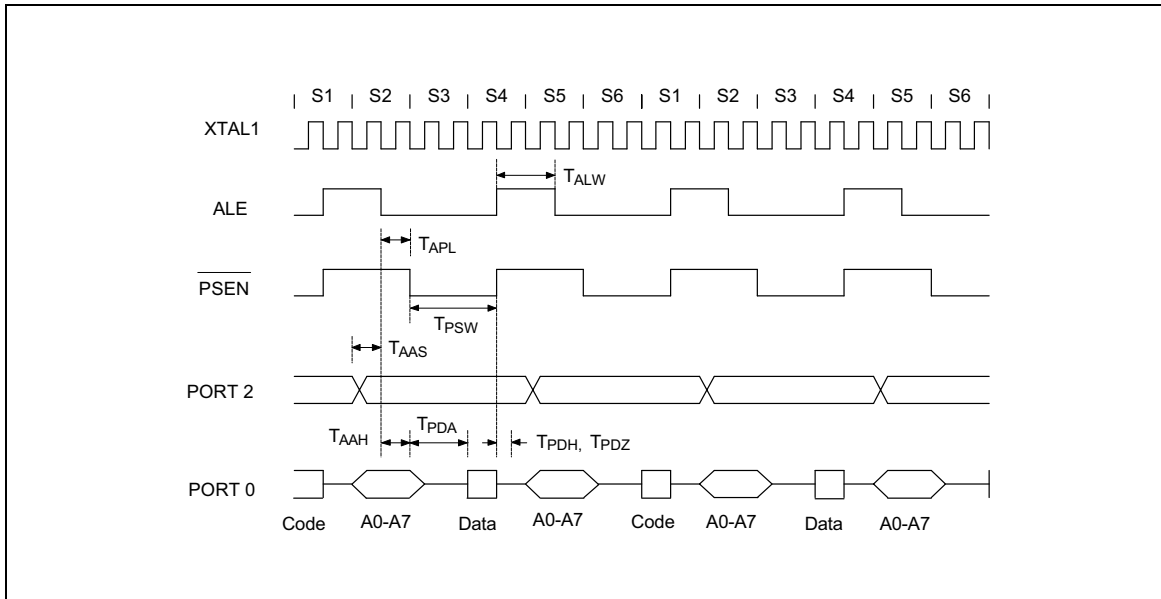 S1 S2 S3 S4 S5 S6 S1 S2 S3 S4 S5 S6
XTAL1
TALW
ALE
TAPL
PSEN
TPSW
TAAS
PORT 2
TAAH TPDA TPDH, TPDZ
PORT 0
Code A0-A7 Data A0-A7 Code A0-A7 Data A0-A7